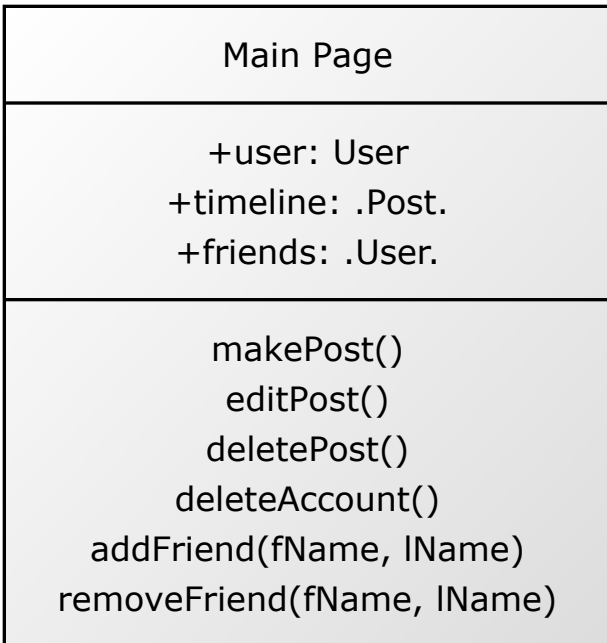 Main Page
+user: User
+timeline: .Post.
+friends: .User.
makePost()
editPost()
deletePost()
deleteAccount()
addFriend(fName, lName)
removeFriend(fName, lName)